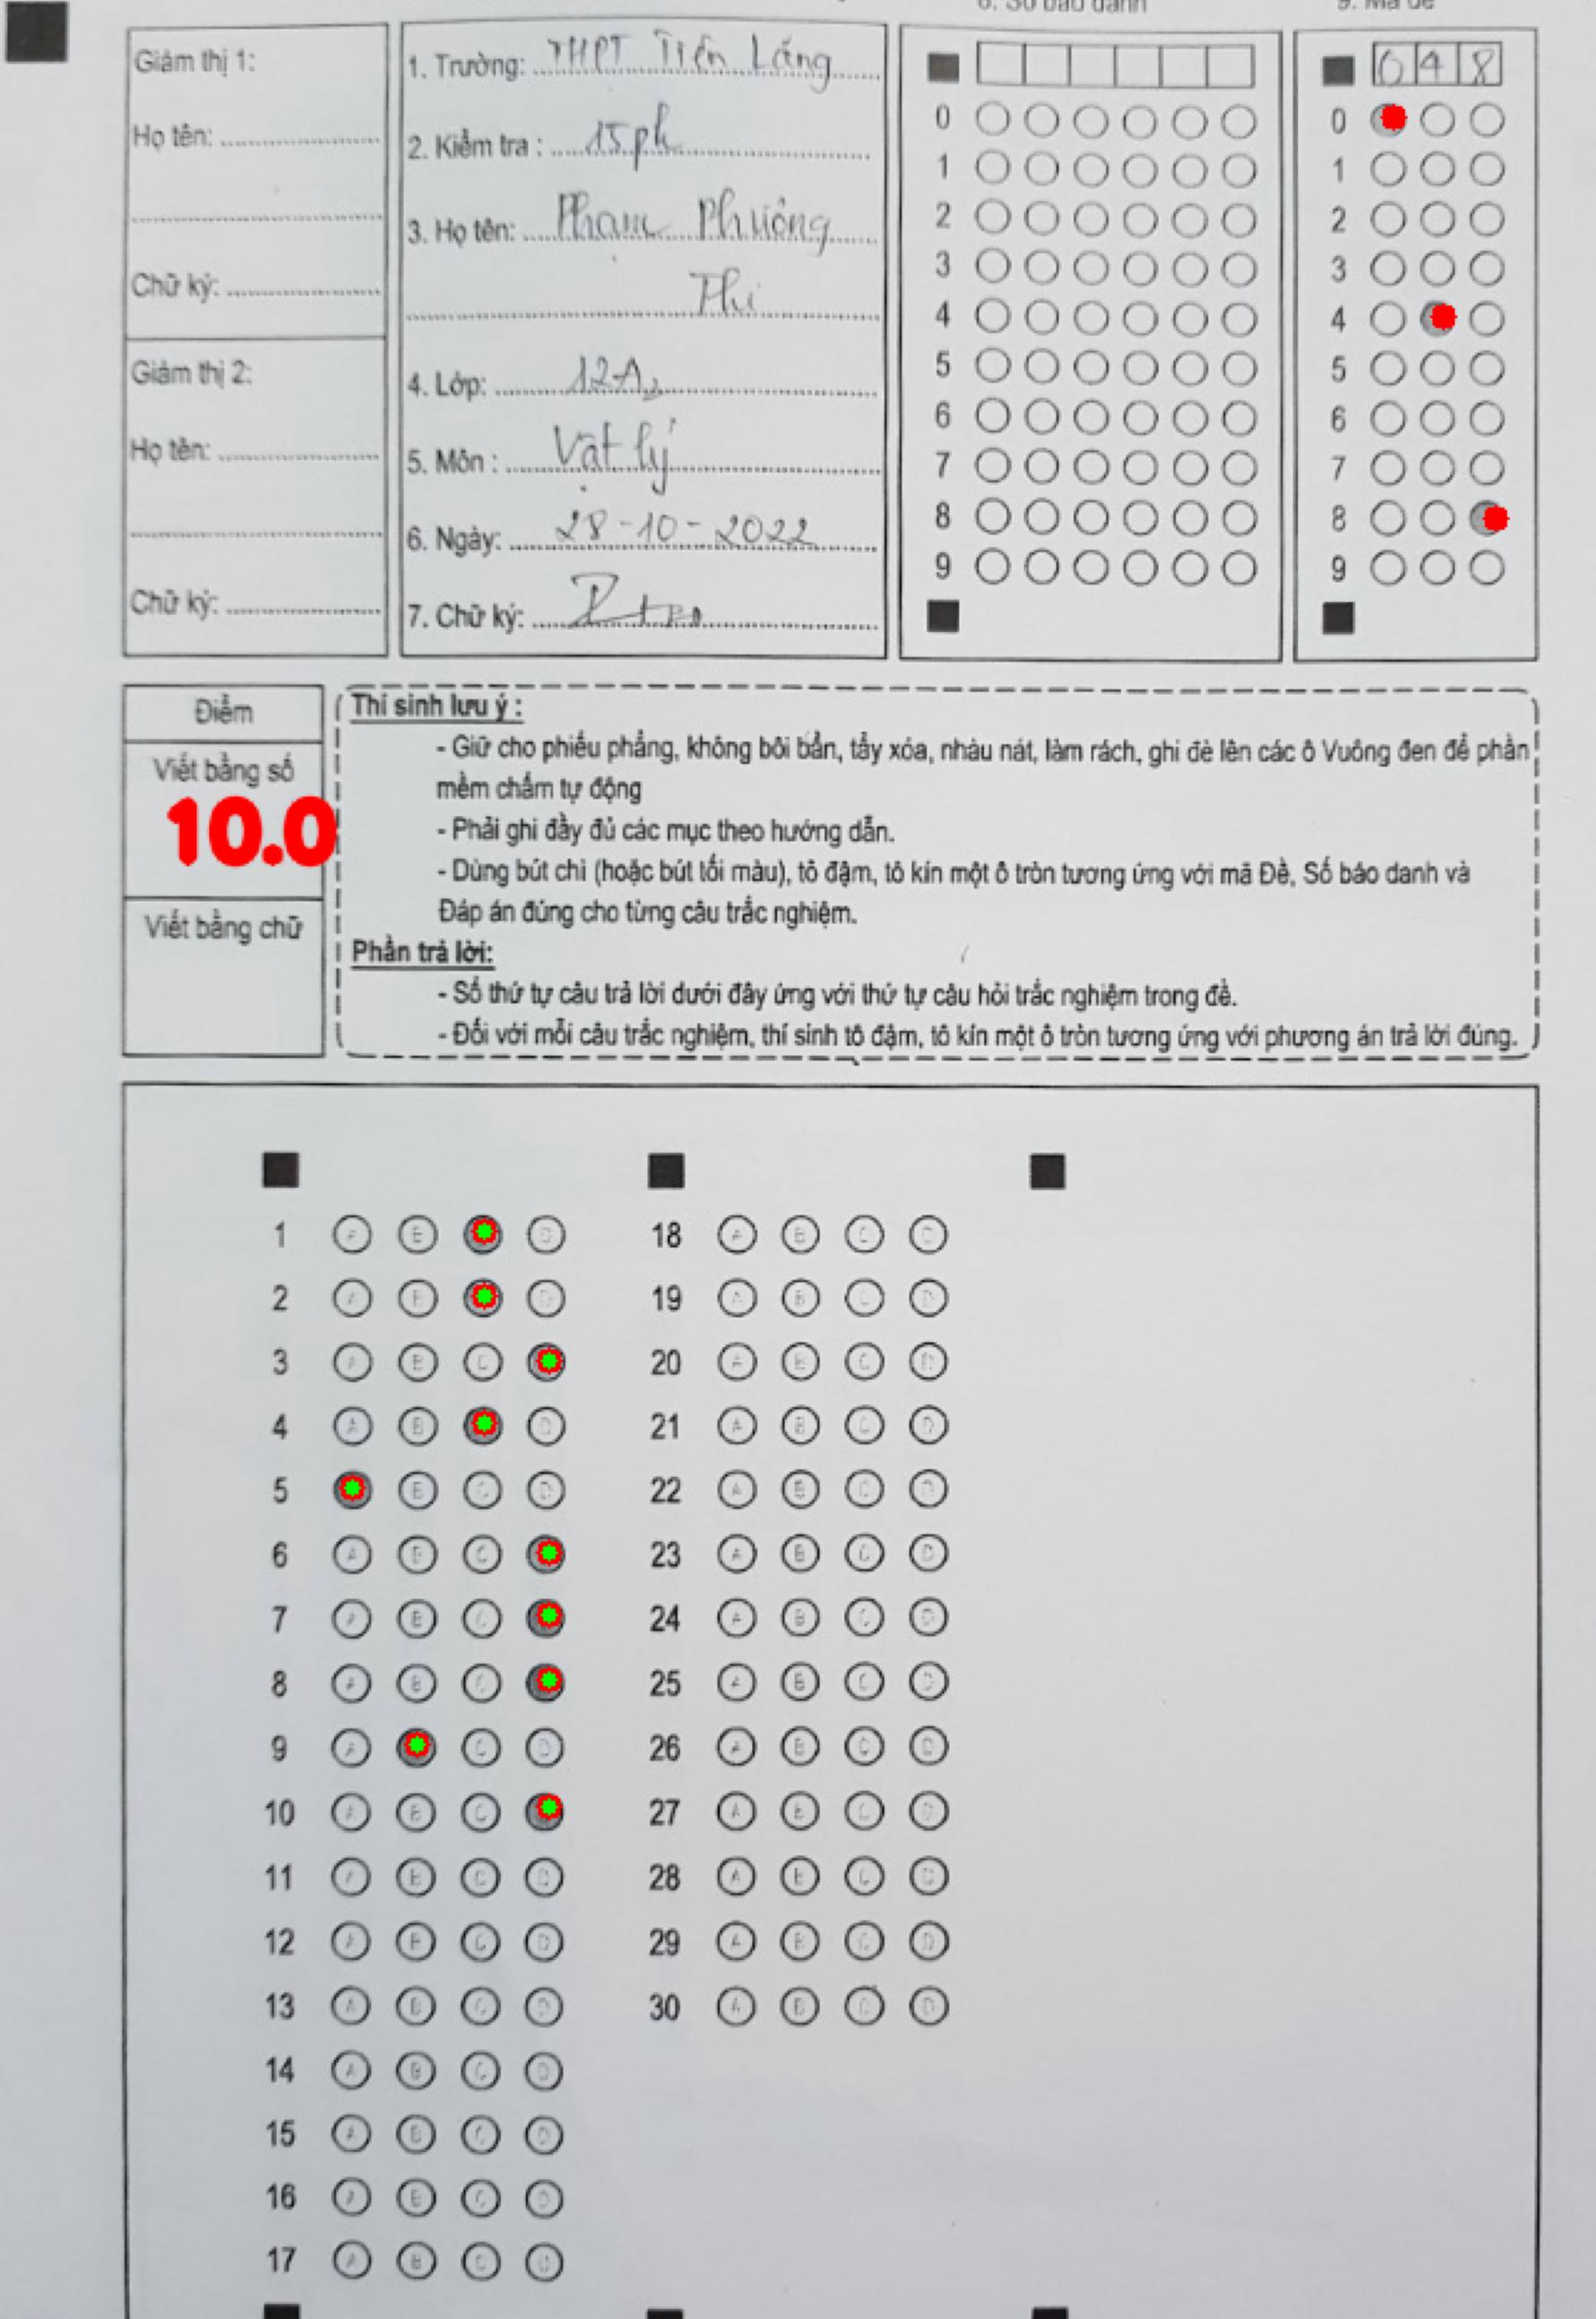 Giám thị 1:
Họ tên:
Chữ ký:
Giám thị 2:
Họ tên:
Chữ ký:
1. Trường: THPT Tiên Lãng
2. Kiểm tra : 15 ph
3. Họ tên: Phạm Phương
Thi
4. Lớp: 12A2
5. Môn : Vật lý
6. Ngày: 28-10-2022
7. Chữ ký:
8. Số báo danh
0
1
2
3
4
5
6
7
8
9
9. Mã đề
048
0
1
2
3
4
5
6
7
8
9
Điểm
Viết bằng số
10.0
Viết bằng chữ
Thí sinh lưu ý :
- Giữ cho phiếu phẳng, không bôi bẩn, tẩy xóa, nhàu nát, làm rách, ghi đè lên các ô Vuông đen để phần
mềm chấm tự động
- Phải ghi đầy đủ các mục theo hướng dẫn.
- Dùng bút chì (hoặc bút tối màu), tô đậm, tô kín một ô tròn tương ứng với mã Đề, Số báo danh và
Đáp án đúng cho từng câu trắc nghiệm.
Phần trả lời:
- Số thứ tự câu trả lời dưới đây ứng với thứ tự câu hỏi trắc nghiệm trong đề.
- Đối với mỗi câu trắc nghiệm, thí sinh tô đậm, tô kín một ô tròn tương ứng với phương án trả lời đúng.
1 A B D
2 A B D
3 A B C
4 A B D
5 B C D
6 A B C
7 A B C
8 A B C
9 A C D
10 A B C
11 A B C D
12 A B C D
13 A B C D
14 A B C D
15 A B C D
16 A B C D
17 A B C D
18 A B C D
19 A B C D
20 A B C D
21 A B C D
22 A B C D
23 A B C D
24 A B C D
25 A B C D
26 A B C D
27 A B C D
28 A B C D
29 A B C D
30 A B C D